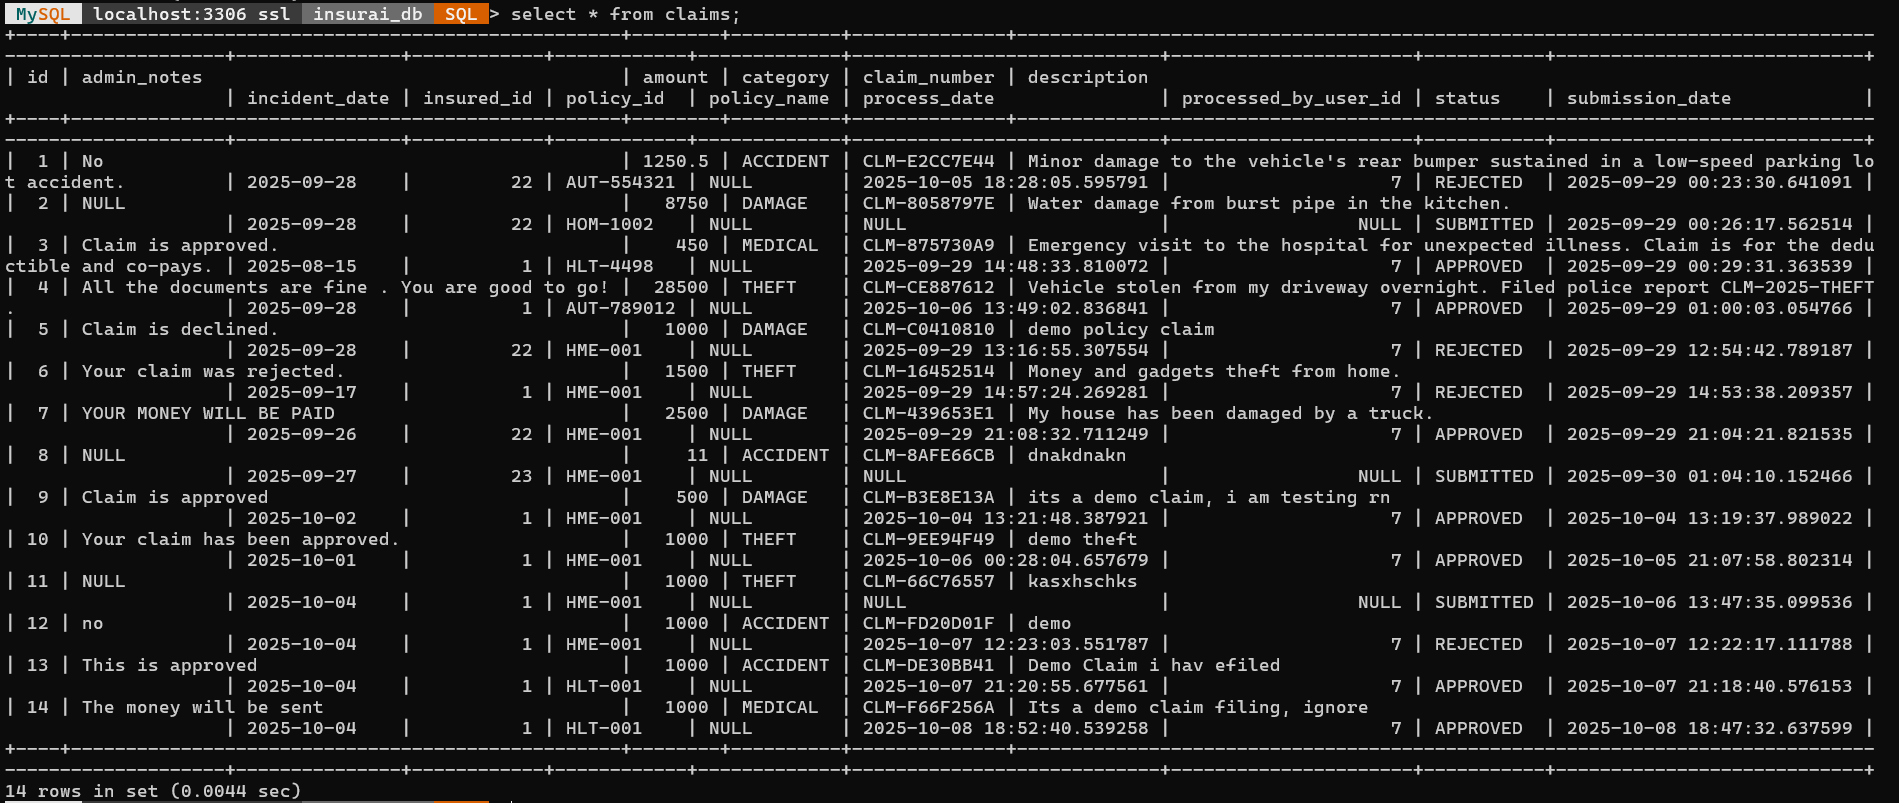 MySQL localhost:3306 ssl insurai_db SQL > select * from claims;
| id | admin_notes | amount | category | claim_number | description
| incident_date | insured_id | policy_id | policy_name | process_date | processed_by_user_id | status | submission_date |
| 1 | No | 1250.5 | ACCIDENT | CLM-E2CC7E44 | Minor damage to the vehicle's rear bumper sustained in a low-speed parking lo
t accident. | 2025-09-28 | 22 | AUT-554321 | NULL | 2025-10-05 18:28:05.595791 | 7 | REJECTED | 2025-09-29 00:23:30.641091 |
| 2 | NULL | 8750 | DAMAGE | CLM-8058797E | Water damage from burst pipe in the kitchen.
| 2025-09-28 | 22 | HOM-1002 | NULL | NULL | NULL | SUBMITTED | 2025-09-29 00:26:17.562514 |
| 3 | Claim is approved. | 450 | MEDICAL | CLM-875730A9 | Emergency visit to the hospital for unexpected illness. Claim is for the dedu
ctible and co-pays. | 2025-08-15 | 1 | HLT-4498 | NULL | 2025-09-29 14:48:33.810072 | 7 | APPROVED | 2025-09-29 00:29:31.363539 |
| 4 | All the documents are fine . You are good to go! | 28500 | THEFT | CLM-CE887612 | Vehicle stolen from my driveway overnight. Filed police report CLM-2025-THEFT
. | 2025-09-28 | 1 | AUT-789012 | NULL | 2025-10-06 13:49:02.836841 | 7 | APPROVED | 2025-09-29 01:00:03.054766 |
| 5 | Claim is declined. | 1000 | DAMAGE | CLM-C0410810 | demo policy claim
| 2025-09-28 | 22 | HME-001 | NULL | 2025-09-29 13:16:55.307554 | 7 | REJECTED | 2025-09-29 12:54:42.789187 |
| 6 | Your claim was rejected. | 1500 | THEFT | CLM-16452514 | Money and gadgets theft from home.
| 2025-09-17 | 1 | HME-001 | NULL | 2025-09-29 14:57:24.269281 | 7 | REJECTED | 2025-09-29 14:53:38.209357 |
| 7 | YOUR MONEY WILL BE PAID | 2500 | DAMAGE | CLM-439653E1 | My house has been damaged by a truck.
| 2025-09-26 | 22 | HME-001 | NULL | 2025-09-29 21:08:32.711249 | 7 | APPROVED | 2025-09-29 21:04:21.821535 |
| 8 | NULL | 11 | ACCIDENT | CLM-8AFE66CB | dnakdnakn
| 2025-09-27 | 23 | HME-001 | NULL | NULL | NULL | SUBMITTED | 2025-09-30 01:04:10.152466 |
| 9 | Claim is approved | 500 | DAMAGE | CLM-B3E8E13A | its a demo claim, i am testing rn
| 2025-10-02 | 1 | HME-001 | NULL | 2025-10-04 13:21:48.387921 | 7 | APPROVED | 2025-10-04 13:19:37.989022 |
| 10 | Your claim has been approved. | 1000 | THEFT | CLM-9EE94F49 | demo theft
| 2025-10-01 | 1 | HME-001 | NULL | 2025-10-06 00:28:04.657679 | 7 | APPROVED | 2025-10-05 21:07:58.802314 |
| 11 | NULL | 1000 | THEFT | CLM-66C76557 | kasxhschks
| 2025-10-04 | 1 | HME-001 | NULL | NULL | NULL | SUBMITTED | 2025-10-06 13:47:35.099536 |
| 12 | no | 1000 | ACCIDENT | CLM-FD20D01F | demo
| 2025-10-04 | 1 | HME-001 | NULL | 2025-10-07 12:23:03.551787 | 7 | REJECTED | 2025-10-07 12:22:17.111788 |
| 13 | This is approved | 1000 | ACCIDENT | CLM-DE30BB41 | Demo Claim i hav efiled
| 2025-10-04 | 1 | HLT-001 | NULL | 2025-10-07 21:20:55.677561 | 7 | APPROVED | 2025-10-07 21:18:40.576153 |
| 14 | The money will be sent | 1000 | MEDICAL | CLM-F66F256A | Its a demo claim filing, ignore
| 2025-10-04 | 1 | HLT-001 | NULL | 2025-10-08 18:52:40.539258 | 7 | APPROVED | 2025-10-08 18:47:32.637599 |
14 rows in set (0.0044 sec)